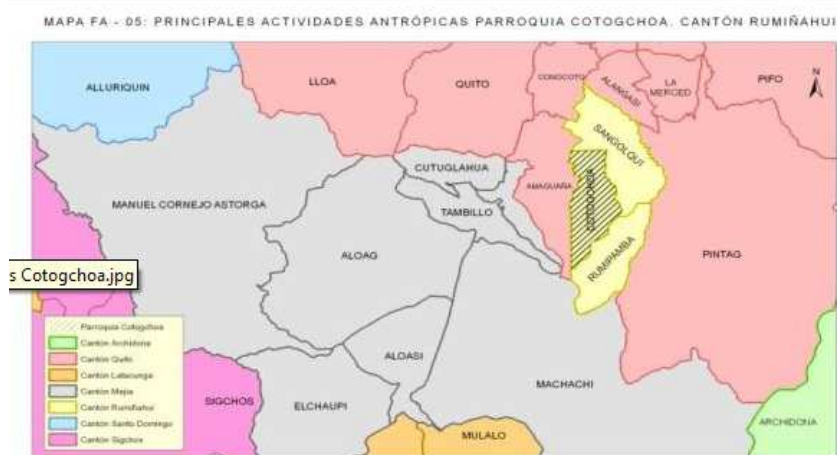 MAPA FA - 05: PRINCIPALES ACTIVIDADES ANTRÓPICAS PARROQUIA COTOGCHOA. CANTÓN RUMIÑAHUI
N
ALLURIQUIN
LLOA
QUITO
CONOCOTO
ALANGASI
LA
MERCED
PIFO
SANGOLQUI
CUTUGLAHUA
AMAGUAÑA
COTOGCHOA
MANUEL CORNEJO ASTORGA
TAMBILLO
ALOAG
RUMIPAMBA
PINTAG
s Cotogchoa.jpg
Parroquia Cotogchoa
Cantón Archidona
Cantón Quito
Cantón Latacunga
Cantón Mejia
Cantón Rumiñahui
Cantón Santo Domingo
Cantón Sigchos
ALOASI
MACHACHI
SIGCHOS
ELCHAUPI
ARCHIDONA
MULALO